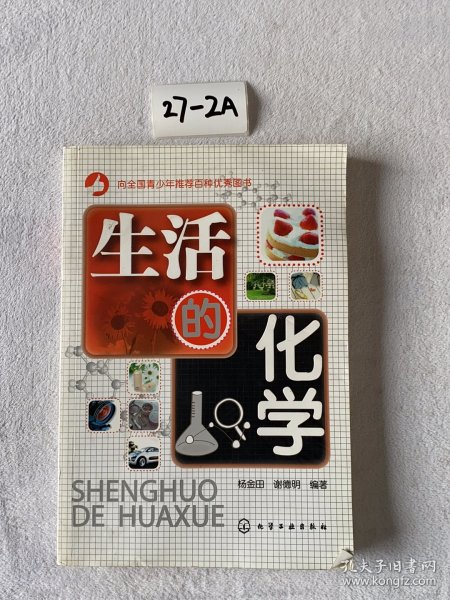 27-2A
向全国青少年推荐百种优秀图书
生活
的
化学
SHENGHUO
DE HUAXUE
杨金田 谢德明 编著
化学工业出版社
孔夫子旧书网
www.kongfz.com